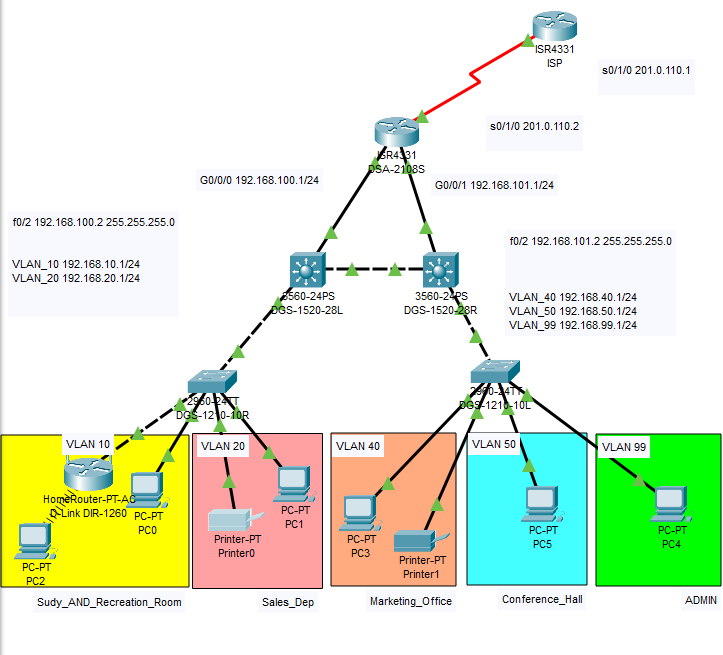 ISR4331
ISP
s0/1/0 201.0.110.1
s0/1/0 201.0.110.2
ISR4331
DSA-2108S
G0/0/0 192.168.100.1/24
G0/0/1 192.168.101.1/24
f0/2 192.168.100.2 255.255.255.0
VLAN_10 192.168.10.1/24
VLAN_20 192.168.20.1/24
f0/2 192.168.101.2 255.255.255.0
VLAN_40 192.168.40.1/24
VLAN_50 192.168.50.1/24
VLAN_99 192.168.99.1/24
3560-24PS
DGS-1520-28L
3560-24PS
DGS-1520-28R
2960-24TT
DGS-1210-10R
2960-24TT
DGS-1210-10L
VLAN 10
VLAN 20
VLAN 40
VLAN 50
VLAN 99
HomeRouter-PT-AC
D-Link DIR-1260
PC-PT
PC0
PC-PT
PC2
Printer-PT
Printer0
PC-PT
PC1
PC-PT
PC3
Printer-PT
Printer1
PC-PT
PC5
PC-PT
PC4
Sudy_AND_Recreation_Room
Sales_Dep
Marketing_Office
Conference_Hall
ADMIN